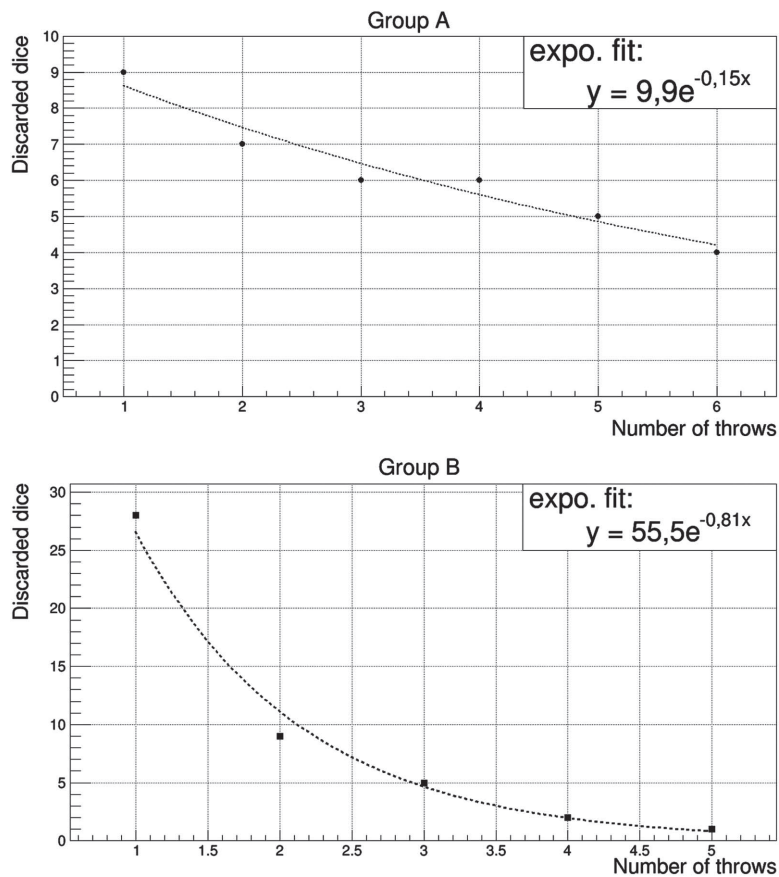 Group A
Discarded dice
expo. fit:
y = 9,9e^-0,15x
10
9
8
7
6
5
4
3
2
1
0
1 2 3 4 5 6
Number of throws
Group B
Discarded dice
expo. fit:
y = 55,5e^-0,81x
30
25
20
15
10
5
0
1 1.5 2 2.5 3 3.5 4 4.5 5
Number of throws